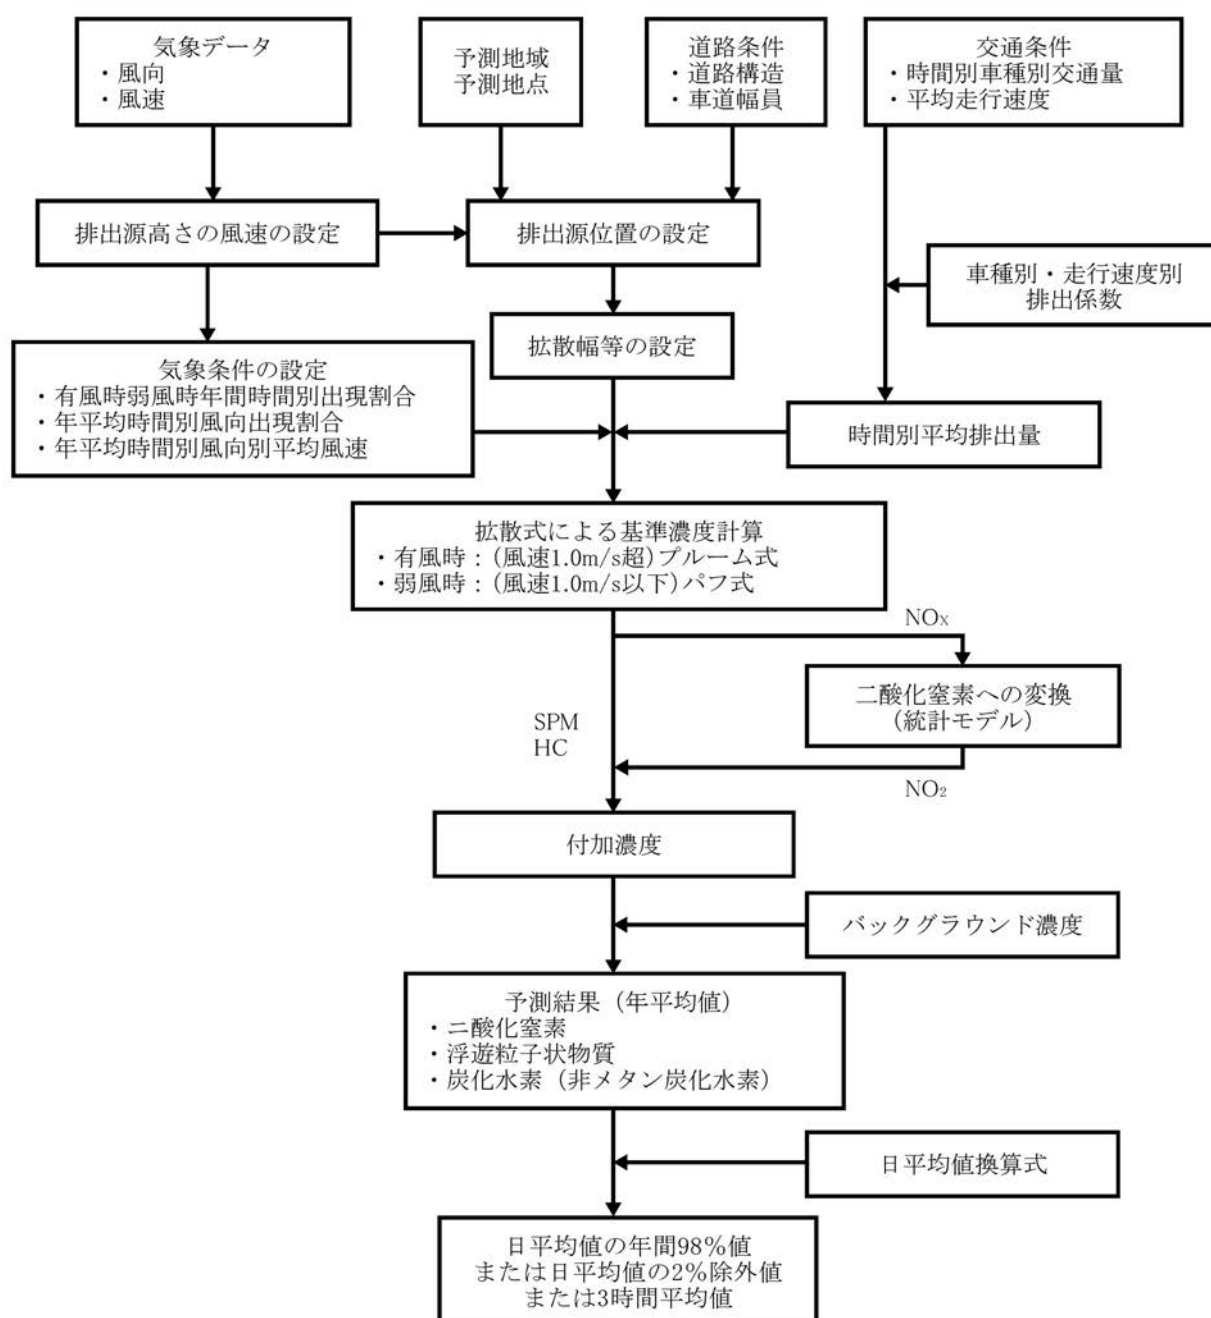 気象データ
・風向
・風速
予測地域
予測地点
道路条件
・道路構造
・車道幅員
交通条件
・時間別車種別交通量
・平均走行速度
排出源高さの風速の設定
排出源位置の設定
車種別・走行速度別
排出係数
拡散幅等の設定
気象条件の設定
・有風時弱風時年間時間別出現割合
・年平均時間別風向出現割合
・年平均時間別風向別平均風速
時間別平均排出量
拡散式による基準濃度計算
・有風時：(風速1.0m/s超)プルーム式
・弱風時：(風速1.0m/s以下)パフ式
NOX
二酸化窒素への変換
（統計モデル）
SPM
HC
NO2
付加濃度
バックグラウンド濃度
予測結果（年平均値）
・二酸化窒素
・浮遊粒子状物質
・炭化水素（非メタン炭化水素）
日平均値換算式
日平均値の年間98％値
または日平均値の2％除外値
または3時間平均値